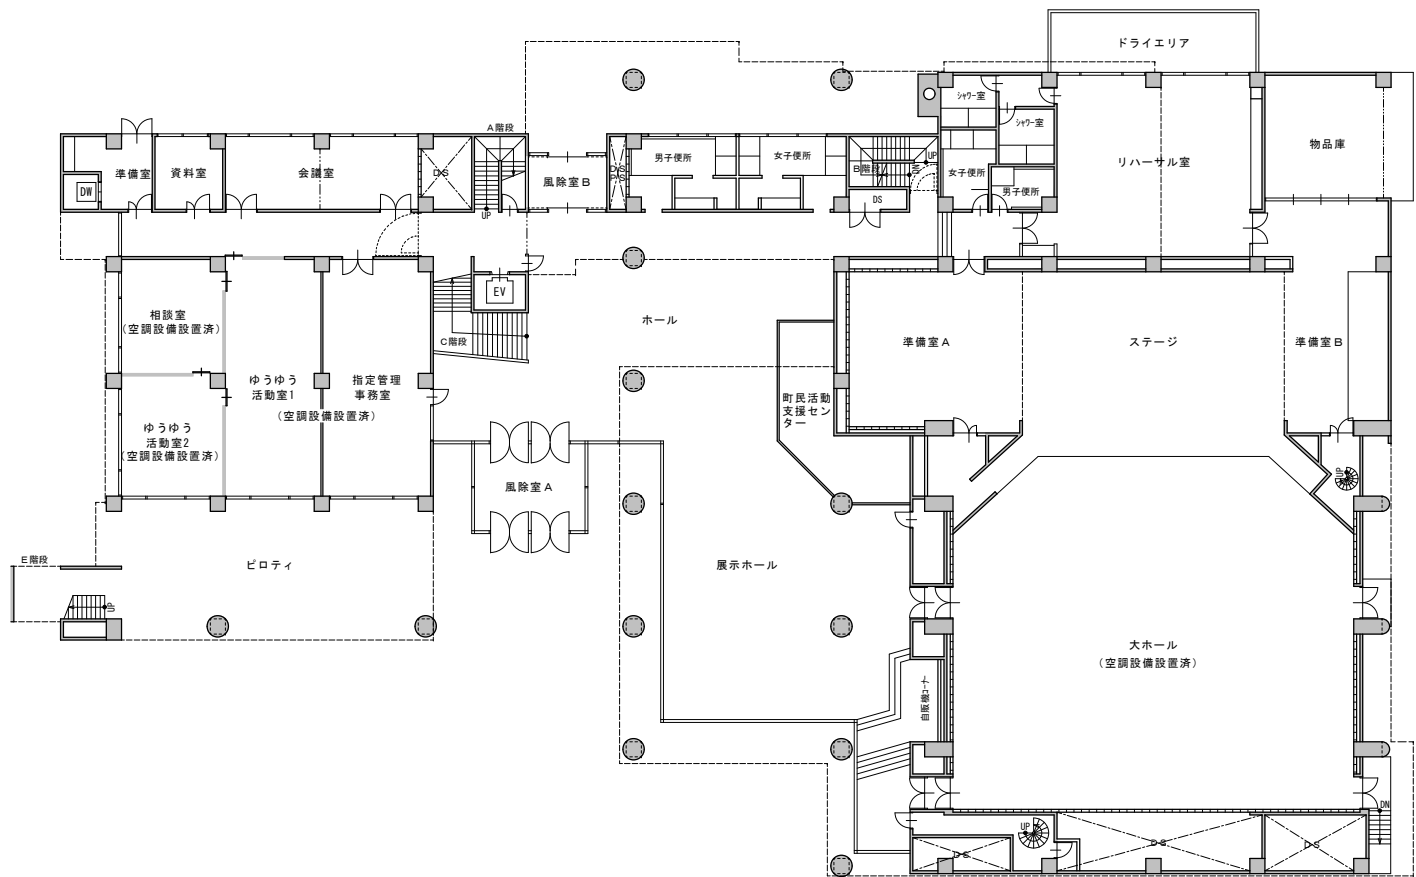 ドライエリア
シャワー室
A階段
シャワー室
物品庫
男子便所
女子便所
UP
リハーサル室
準備室
資料室
会議室
DS
B階段
DN
女子便所
DW
風除室B
男子便所
DS
UP
EV
相談室
(空調設備設置済)
ホール
C階段
準備室A
ステージ
準備室B
ゆうゆう
活動室1
指定管理
事務室
(空調設備設置済)
町民活動
支援セン
ター
ゆうゆう
活動室2
(空調設備設置済)
UP
風除室A
E階段
ピロティ
展示ホール
UP
大ホール
(空調設備設置済)
自販機コーナー
DN
UP
DS
DS
DS